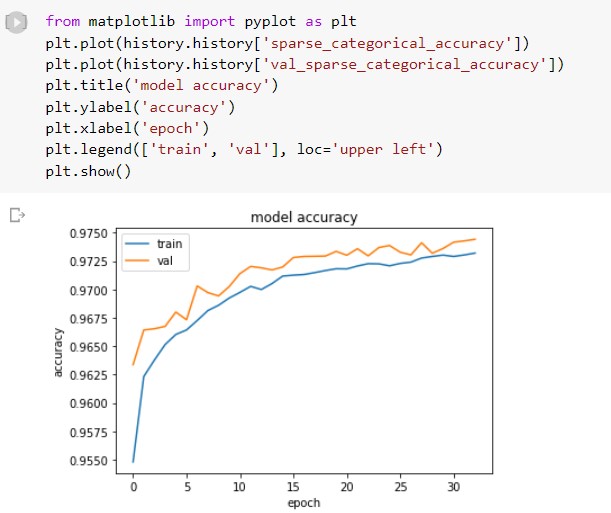 from matplotlib import pyplot as plt
plt.plot(history.history['sparse_categorical_accuracy'])
plt.plot(history.history['val_sparse_categorical_accuracy'])
plt.title('model accuracy')
plt.ylabel('accuracy')
plt.xlabel('epoch')
plt.legend(['train', 'val'], loc='upper left')
plt.show()
model accuracy
train
val
0.9750
0.9725
0.9700
0.9675
0.9650
0.9625
0.9600
0.9575
0.9550
accuracy
0 5 10 15 20 25 30
epoch